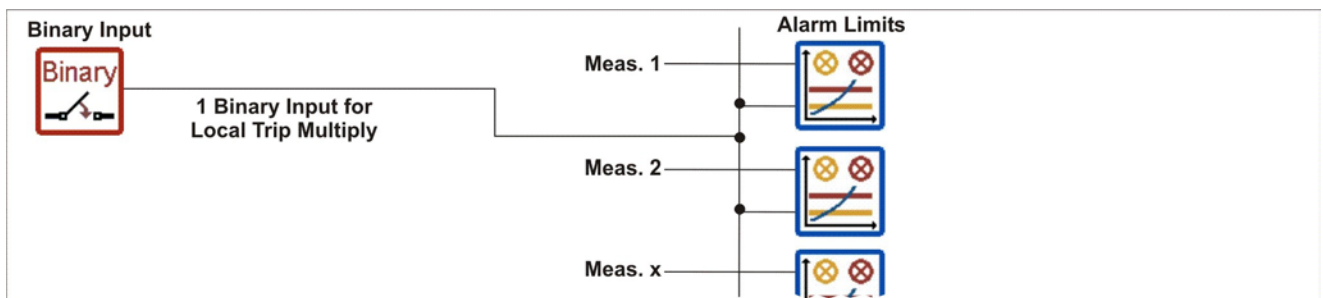 Binary Input
Alarm Limits
Binary
Meas. 1
1 Binary Input for
Local Trip Multiply
Meas. 2
Meas. x